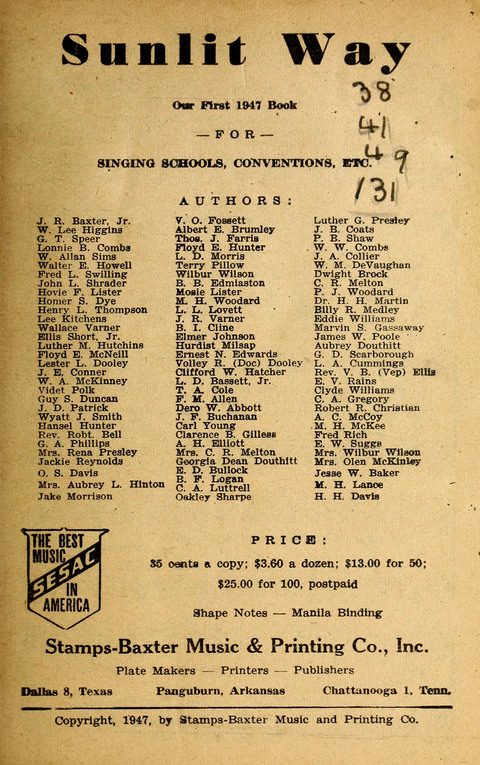 Sunlit Way
Our First 1947 Book
— F O R —
SINGING SCHOOLS, CONVENTIONS, ETC.
38
41
49
131
A U T H O R S :
J. R. Baxter, Jr.
W. Lee Higgins
G. T. Speer
Lonnie B. Combs
W. Allan Sims
Walter E. Howell
Fred L. Swilling
John L. Shrader
Hovie F. Lister
Homer S. Dye
Henry L. Thompson
Lee Kitchens
Wallace Varner
Ellis Short, Jr.
Luther M. Hutchins
Floyd E. McNeill
Lester L. Dooley
J. E. Conner
W. A. McKinney
Videt Polk
Guy S. Duncan
J. D. Patrick
Wyatt J. Smith
Hansel Hunter
Rev. Robt. Bell
G. A. Phillips
Mrs. Rena Presley
Jackie Reynolds
O. S. Davis
Mrs. Aubrey L. Hinton
Jake Morrison
V. O. Fossett
Albert E. Brumley
Thos. J. Farris
Floyd E. Hunter
L. D. Morris
Terry Pillow
Wilbur Wilson
B. B. Edmiaston
Mosie Lister
M. H. Woodard
L. L. Lovett
J. R. Varner
B. I. Cline
Elmer Johnson
Hurdist Milsap
Ernest N. Edwards
Volley R. (Doc) Dooley
Clifford W. Hatcher
L. D. Bassett, Jr.
T. A. Cole
F. M. Allen
Dero W. Abbott
J. F. Buchanan
Carl Young
Clarence B. Gilless
A. H. Elliott
Mrs. C. R. Melton
Georgia Dean Douthitt
E. D. Bullock
B. F. Logan
C. A. Luttrell
Oakley Sharpe
Luther G. Presley
J. B. Coats
P. B. Shaw
W. W. Combs
J. A. Collier
W. M. DeVaughan
Dwight Brock
C. R. Melton
P. J. Woodard
Dr. H. H. Martin
Billy R. Medley
Eddie Williams
Marvin S. Gassaway
James W. Poole
Aubrey Douthitt
G. D. Scarborough
L. A. Cummings
Rev. V. B. (Vep) Ellis
E. V. Rains
Clyde Williams
C. A. Gregory
Robert R. Christian
A. C. McCoy
M. H. McKee
Fred Rich
E. W. Suggs
Mrs. Wilbur Wilson
Mrs. Olen McKinley
Jesse W. Baker
M. H. Lance
H. H. Davis
THE BEST
MUSIC
SESAC
IN
AMERICA
P R I C E :
35 cents a copy; $3.60 a dozen; $13.00 for 50;
$25.00 for 100, postpaid
Shape Notes — Manila Binding
Stamps-Baxter Music & Printing Co., Inc.
Plate Makers — Printers — Publishers
Dallas 8, Texas Panguburn, Arkansas Chattanooga 1, Tenn.
Copyright, 1947, by Stamps-Baxter Music and Printing Co.